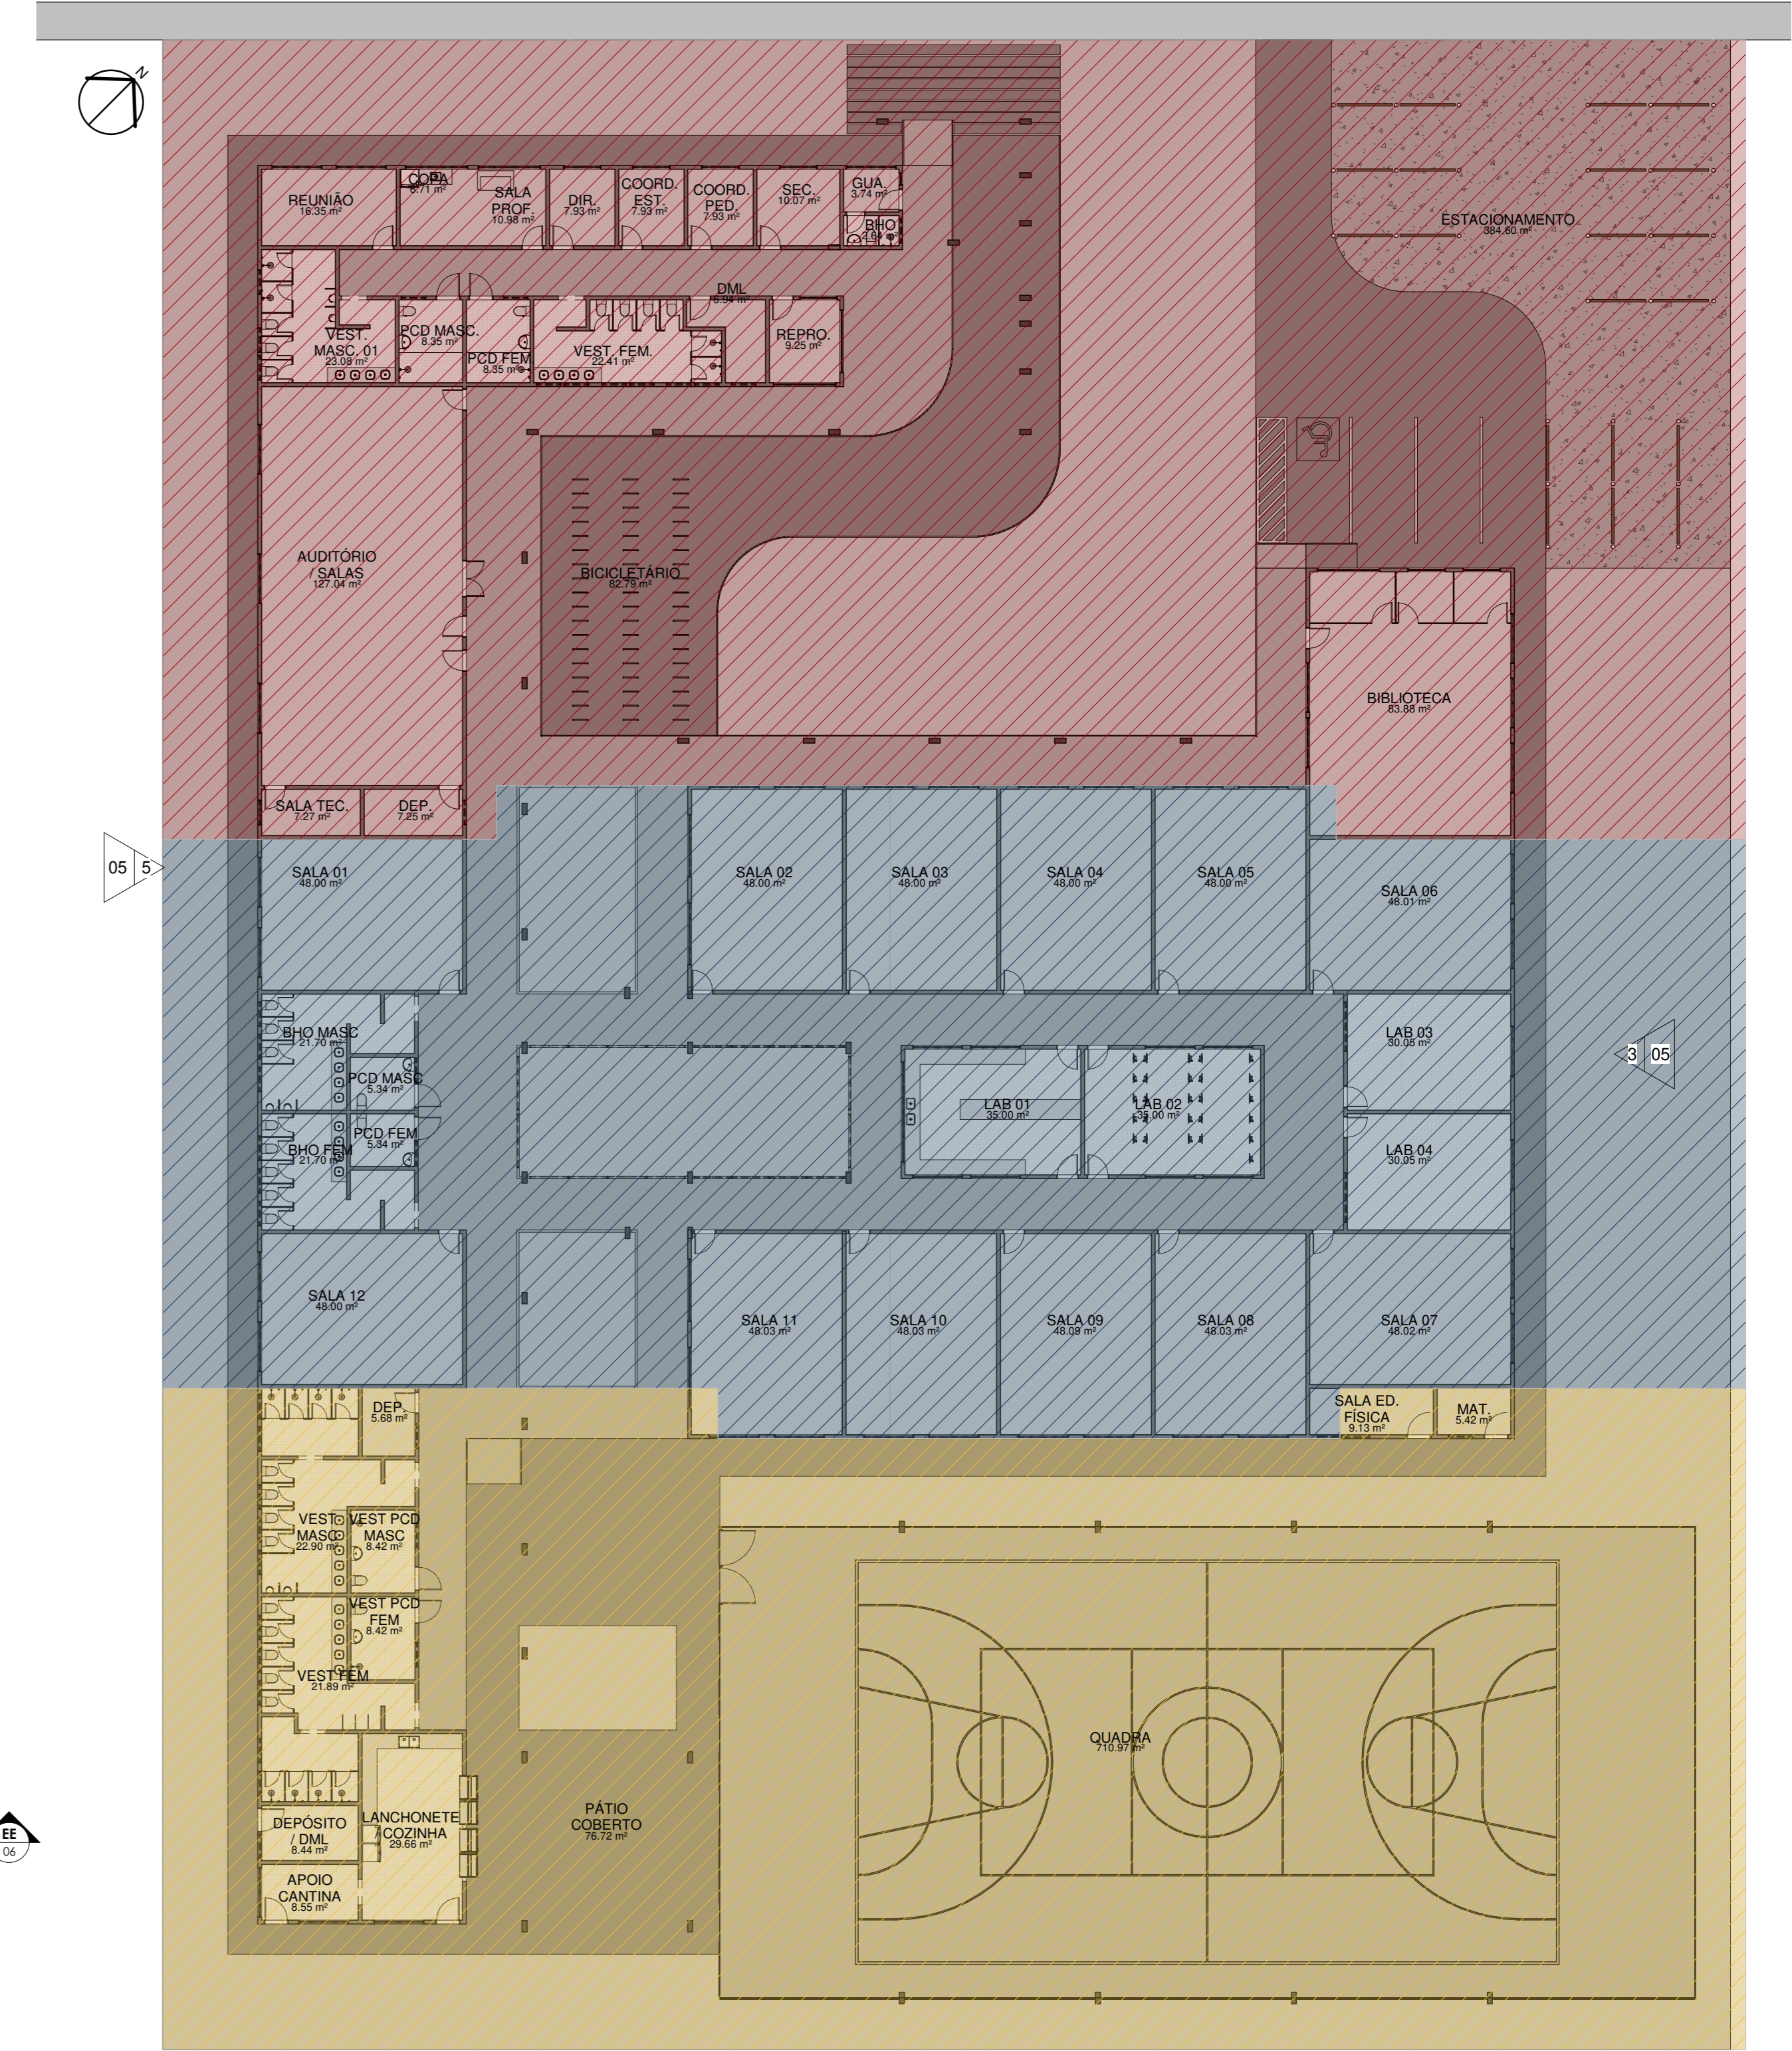 N
REUNIÃO
16.35 m²
COPA
6.71 m²
SALA
PROF.
10.98 m²
DIR.
7.93 m²
COORD.
EST.
7.93 m²
COORD.
PED.
7.93 m²
SEC.
10.07 m²
GUA.
3.74 m²
BHO
2.64 m²
ESTACIONAMENTO
384.60 m²
DML
6.94 m²
VEST.
MASC. 01
23.08 m²
PCD MASC.
8.35 m²
PCD FEM.
8.35 m²
VEST. FEM.
22.41 m²
REPRO.
9.25 m²
AUDITÓRIO
/ SALAS
127.04 m²
BICICLETÁRIO
82.79 m²
BIBLIOTECA
83.88 m²
SALA TEC.
7.27 m²
DEP.
7.25 m²
05 5
SALA 01
48.00 m²
SALA 02
48.00 m²
SALA 03
48.00 m²
SALA 04
48.00 m²
SALA 05
48.00 m²
SALA 06
48.01 m²
BHO MASC
21.70 m²
PCD MASC
5.34 m²
BHO FEM
21.70 m²
PCD FEM
5.34 m²
LAB 01
35.00 m²
LAB 02
35.00 m²
LAB 03
30.05 m²
3 05
LAB 04
30.05 m²
SALA 12
48.00 m²
SALA 11
48.03 m²
SALA 10
48.03 m²
SALA 09
48.09 m²
SALA 08
48.03 m²
SALA 07
48.02 m²
DEP.
5.68 m²
SALA ED.
FÍSICA
9.13 m²
MAT.
5.42 m²
VEST
MASC
22.90 m²
VEST PCD
MASC
8.42 m²
VEST PCD
FEM
8.42 m²
VEST FEM
21.89 m²
QUADRA
710.97 m²
PÁTIO
COBERTO
76.72 m²
LANCHONETE
/ COZINHA
29.66 m²
DEPÓSITO
/ DML
8.44 m²
APOIO
CANTINA
8.55 m²
EE
06